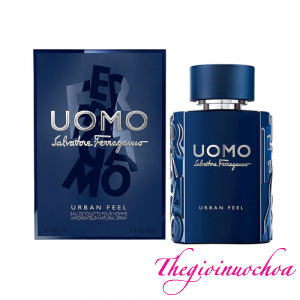 UOMO
Salvatore Ferragamo
URBAN FEEL
EAU DE TOILETTE POUR HOMME
VAPORISATEUR NATURAL SPRAY
UOMO
Salvatore Ferragamo
URBAN FEEL
Thegioinuochoa